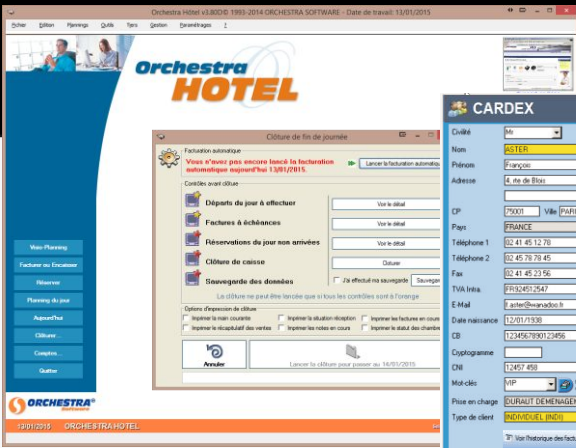 Orchestra Hôtel v3.80D© 1993-2014 ORCHESTRA SOFTWARE - Date de travail: 13/01/2015
Fichier Edition Plannings Outils Tiers Gestion Paramétrages ?
Orchestra
HOTEL
Clôture de fin de journée
Facturation automatique
Vous n'avez pas encore lancé la facturation
automatique aujourd'hui 13/01/2015.
Lancer la facturation automatique
Contrôles avant clôture
Départs du jour à effectuer
Voir le détail
Factures à échéances
Voir le détail
Réservations du jour non arrivées
Voir le détail
Clôture de caisse
Cloturer
Sauvegarde des données
J'ai effectué ma sauvegarde
Sauvegar
La clôture ne peut être lancée que si tous les contrôles sont à l'orange
Options d'impression de clôture
Imprimer la main courante
Imprimer la situation réception
Imprimer les factures en cours
Imprimer le récapitulatif des ventes
Imprimer les notes en cours
Imprimer le statut des chambre
Annuler
Lancer la clôture pour passer au 14/01/2015
Visio-Planning
Facturer ou Encaisser
Réserver
Planning du jour
Aujourd'hui
Clôturer...
Comptes...
Quitter
ORCHESTRA®
Software
13/01/2015 ORCHESTRA HOTEL
CARDEX
Civilité Mr
Nom ASTER
Prénom François
Adresse 4, rte de Blois
CP 75001 Ville PARI
Pays FRANCE
Téléphone 1 02 41 45 12 78
Téléphone 2 02 45 78 78 45
Fax 02 41 45 23 56
TVA Intra. FR924512547
E-Mail f.aster@wanadoo.fr
Date naissance 12/01/1938
CB 1234567890123456
Cryptogramme
CNI 12457 458
Mot-clés VIP
Prise en charge DURAUT DEMENAGEM
Type de client INDIVIDUEL (INDI)
Voir l'historique des factu